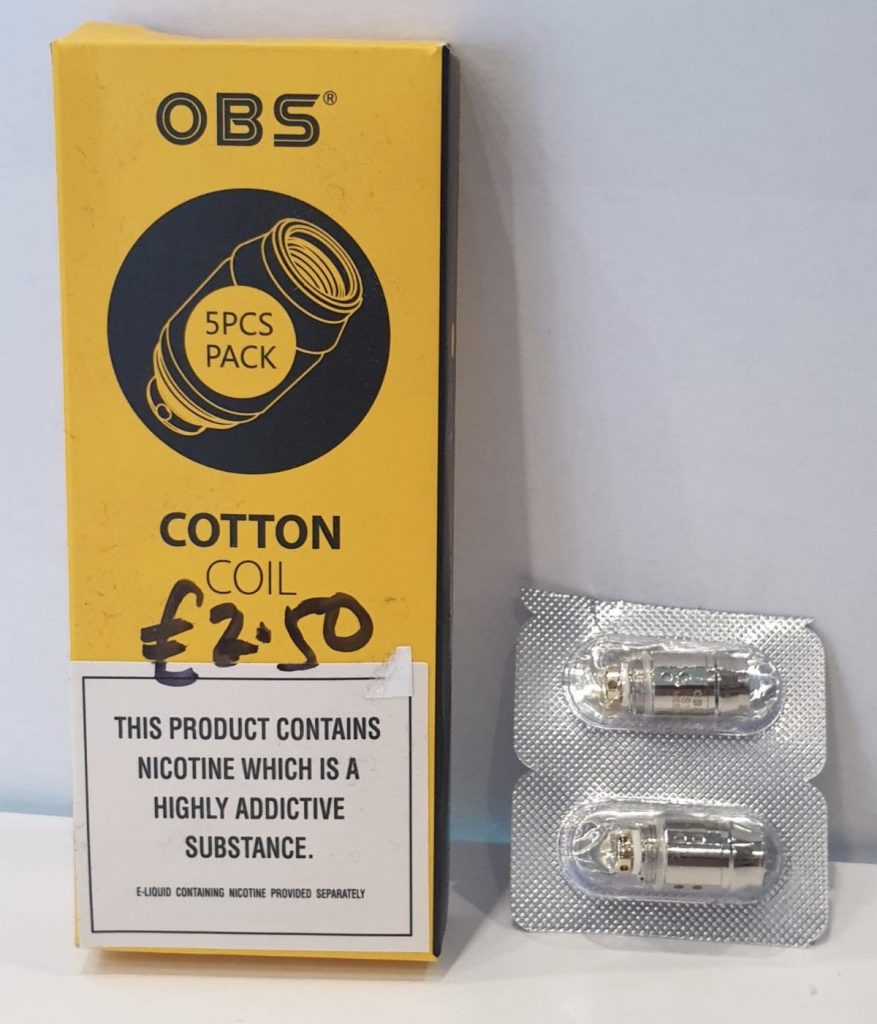 OBS®
5PCS
PACK
COTTON
COIL
£2.50
THIS PRODUCT CONTAINS
NICOTINE WHICH IS A
HIGHLY ADDICTIVE
SUBSTANCE.
E-LIQUID CONTAINING NICOTINE PROVIDED SEPARATELY